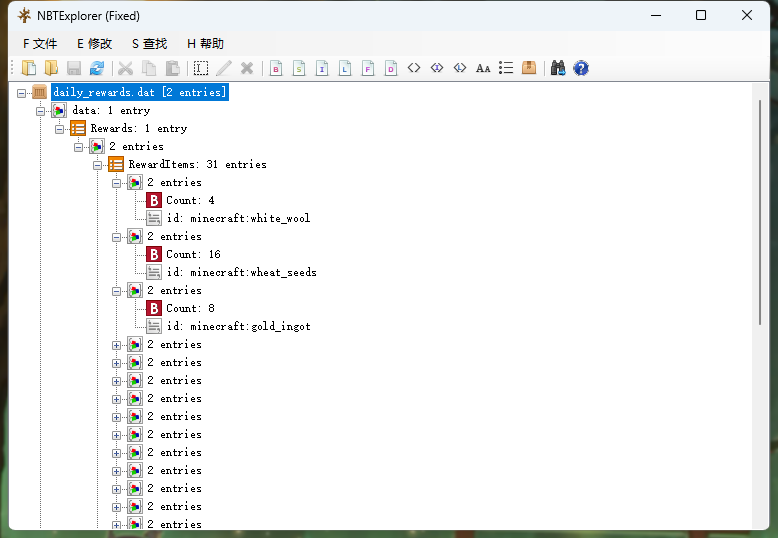 NBTExplorer (Fixed)
F 文件 E 修改 S 查找 H 帮助
B S I L F D <> <I> <L> AA
daily_rewards.dat [2 entries]
data: 1 entry
Rewards: 1 entry
2 entries
RewardItems: 31 entries
2 entries
B Count: 4
id: minecraft:white_wool
2 entries
B Count: 16
id: minecraft:wheat_seeds
2 entries
B Count: 8
id: minecraft:gold_ingot
2 entries
2 entries
2 entries
2 entries
2 entries
2 entries
2 entries
2 entries
2 entries
2 entries
2 entries